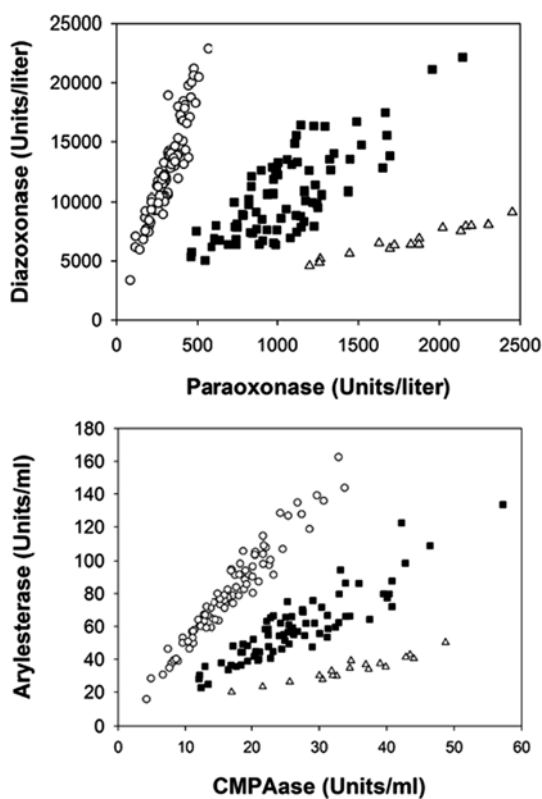 Diazoxonase (Units/liter)
25000
20000
15000
10000
5000
0
0 500 1000 1500 2000 2500
Paraoxonase (Units/liter)
Arylesterase (Units/ml)
180
160
140
120
100
80
60
40
20
0
0 10 20 30 40 50 60
CMPAase (Units/ml)